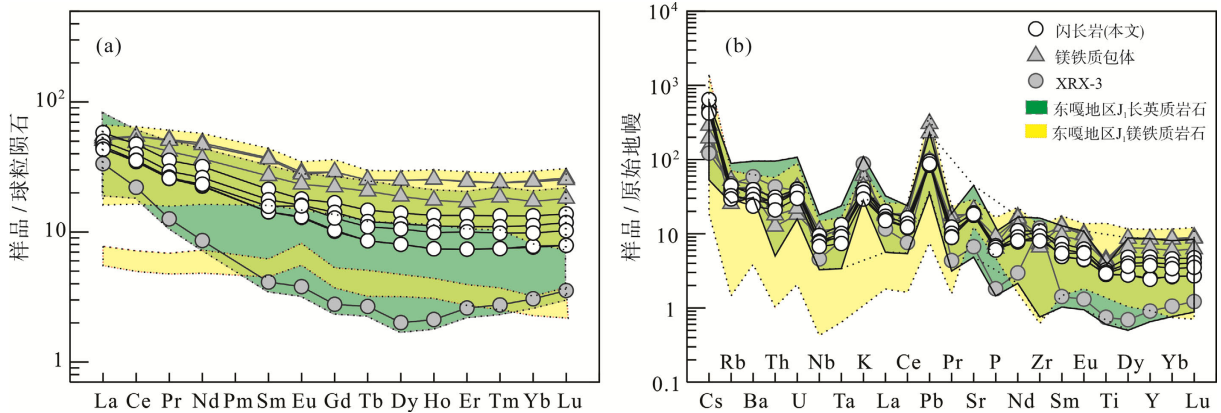 (a)
样品 / 球粒陨石
10²
10
1
La Ce Pr Nd Pm Sm Eu Gd Tb Dy Ho Er Tm Yb Lu
(b)
样品 / 原始地幔
10⁴
10³
10²
10
1
0.1
闪长岩(本文)
镁铁质包体
XRX-3
东嘎地区J₁长英质岩石
东嘎地区J₁镁铁质岩石
Rb Th Nb K Ce Pr P Zr Eu Dy Yb
Cs Ba U Ta La Pb Sr Nd Sm Ti Y Lu